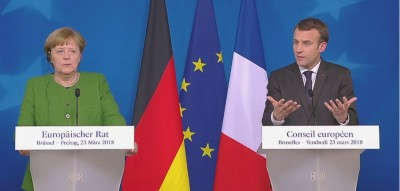 Europäischer Rat
Brüssel – Freitag, 23. März 2018
Conseil européen
Bruxelles – Vendredi 23 mars 2018